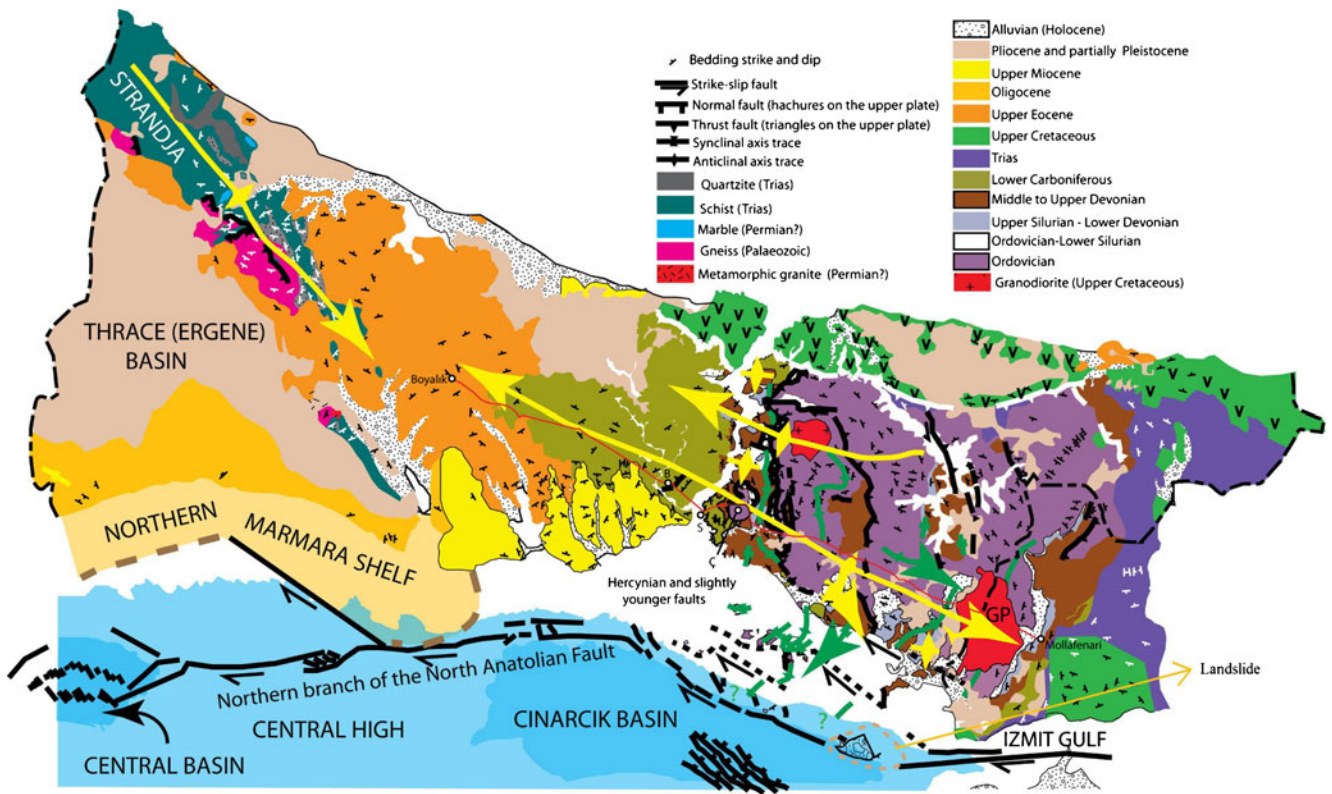 Bedding strike and dip
Strike-slip fault
Normal fault (hachures on the upper plate)
Thrust fault (triangles on the upper plate)
Synclinal axis trace
Anticlinal axis trace
Quartzite (Trias)
Schist (Trias)
Marble (Permian?)
Gneiss (Palaeozoic)
Metamorphic granite (Permian?)
Alluvian (Holocene)
Pliocene and partially Pleistocene
Upper Miocene
Oligocene
Upper Eocene
Upper Cretaceous
Trias
Lower Carboniferous
Middle to Upper Devonian
Upper Silurian - Lower Devonian
Ordovician-Lower Silurian
Ordovician
Granodiorite (Upper Cretaceous)
STRANDJA
THRACE (ERGENE)
BASIN
Boyalık
NORTHERN
MARMARA SHELF
B
S
Ç
Hercynian and slightly
younger faults
GP
Mollafenari
Landslide
Northern branch of the North Anatolian Fault
?
?
CENTRAL HIGH
CINARCIK BASIN
IZMIT GULF
CENTRAL BASIN